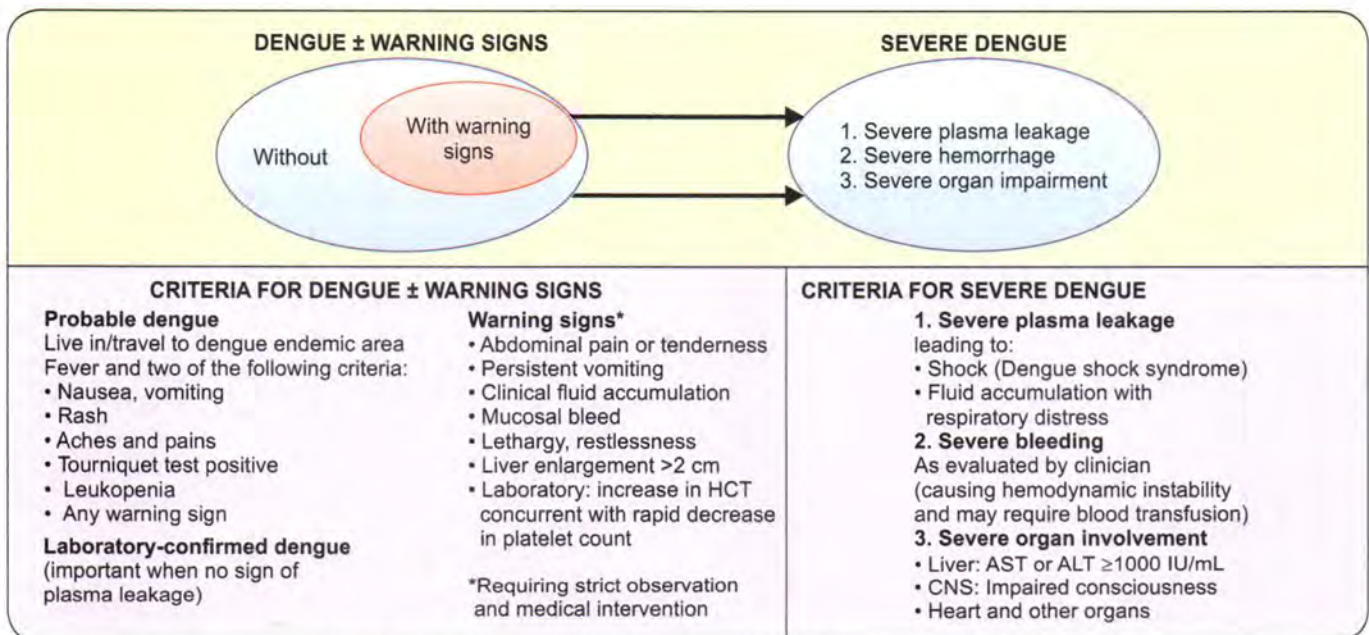 DENGUE ± WARNING SIGNS
Without
With warning
signs
SEVERE DENGUE
1. Severe plasma leakage
2. Severe hemorrhage
3. Severe organ impairment
CRITERIA FOR DENGUE ± WARNING SIGNS
Probable dengue
Live in/travel to dengue endemic area
Fever and two of the following criteria:
• Nausea, vomiting
• Rash
• Aches and pains
• Tourniquet test positive
• Leukopenia
• Any warning sign
Laboratory-confirmed dengue
(important when no sign of
plasma leakage)
Warning signs*
• Abdominal pain or tenderness
• Persistent vomiting
• Clinical fluid accumulation
• Mucosal bleed
• Lethargy, restlessness
• Liver enlargement >2 cm
• Laboratory: increase in HCT
concurrent with rapid decrease
in platelet count
*Requiring strict observation
and medical intervention
CRITERIA FOR SEVERE DENGUE
1. Severe plasma leakage
leading to:
• Shock (Dengue shock syndrome)
• Fluid accumulation with
respiratory distress
2. Severe bleeding
As evaluated by clinician
(causing hemodynamic instability
and may require blood transfusion)
3. Severe organ involvement
• Liver: AST or ALT ≥1000 IU/mL
• CNS: Impaired consciousness
• Heart and other organs